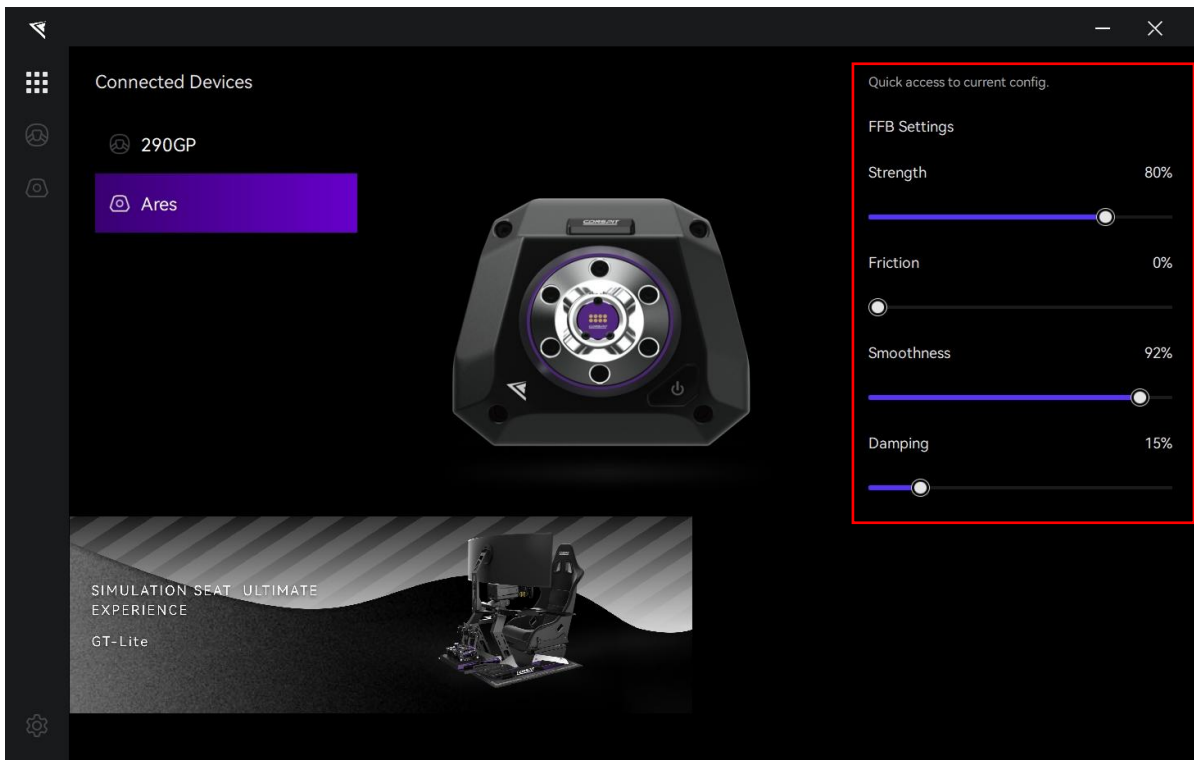 Connected Devices
290GP
Ares
Quick access to current config.
FFB Settings
Strength 80%
Friction 0%
Smoothness 92%
Damping 15%
SIMULATION SEAT ULTIMATE
EXPERIENCE
GT-Lite